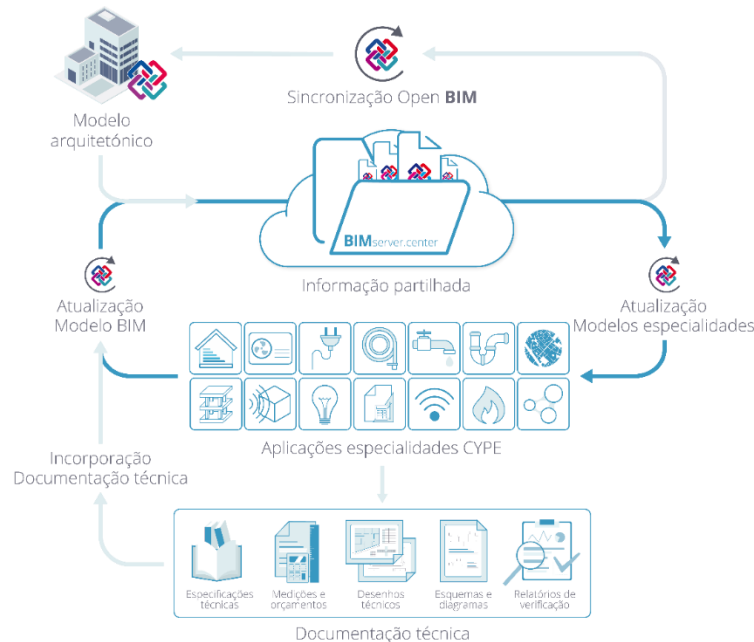 Sincronização Open BIM
Modelo
arquitetónico
BIMserver.center
Informação partilhada
Atualização
Modelo BIM
Atualização
Modelos especialidades
Aplicações especialidades CYPE
Incorporação
Documentação técnica
Especificações
técnicas
Medições e
orçamentos
Desenhos
técnicos
Esquemas e
diagramas
Relatórios de
verificação
Documentação técnica